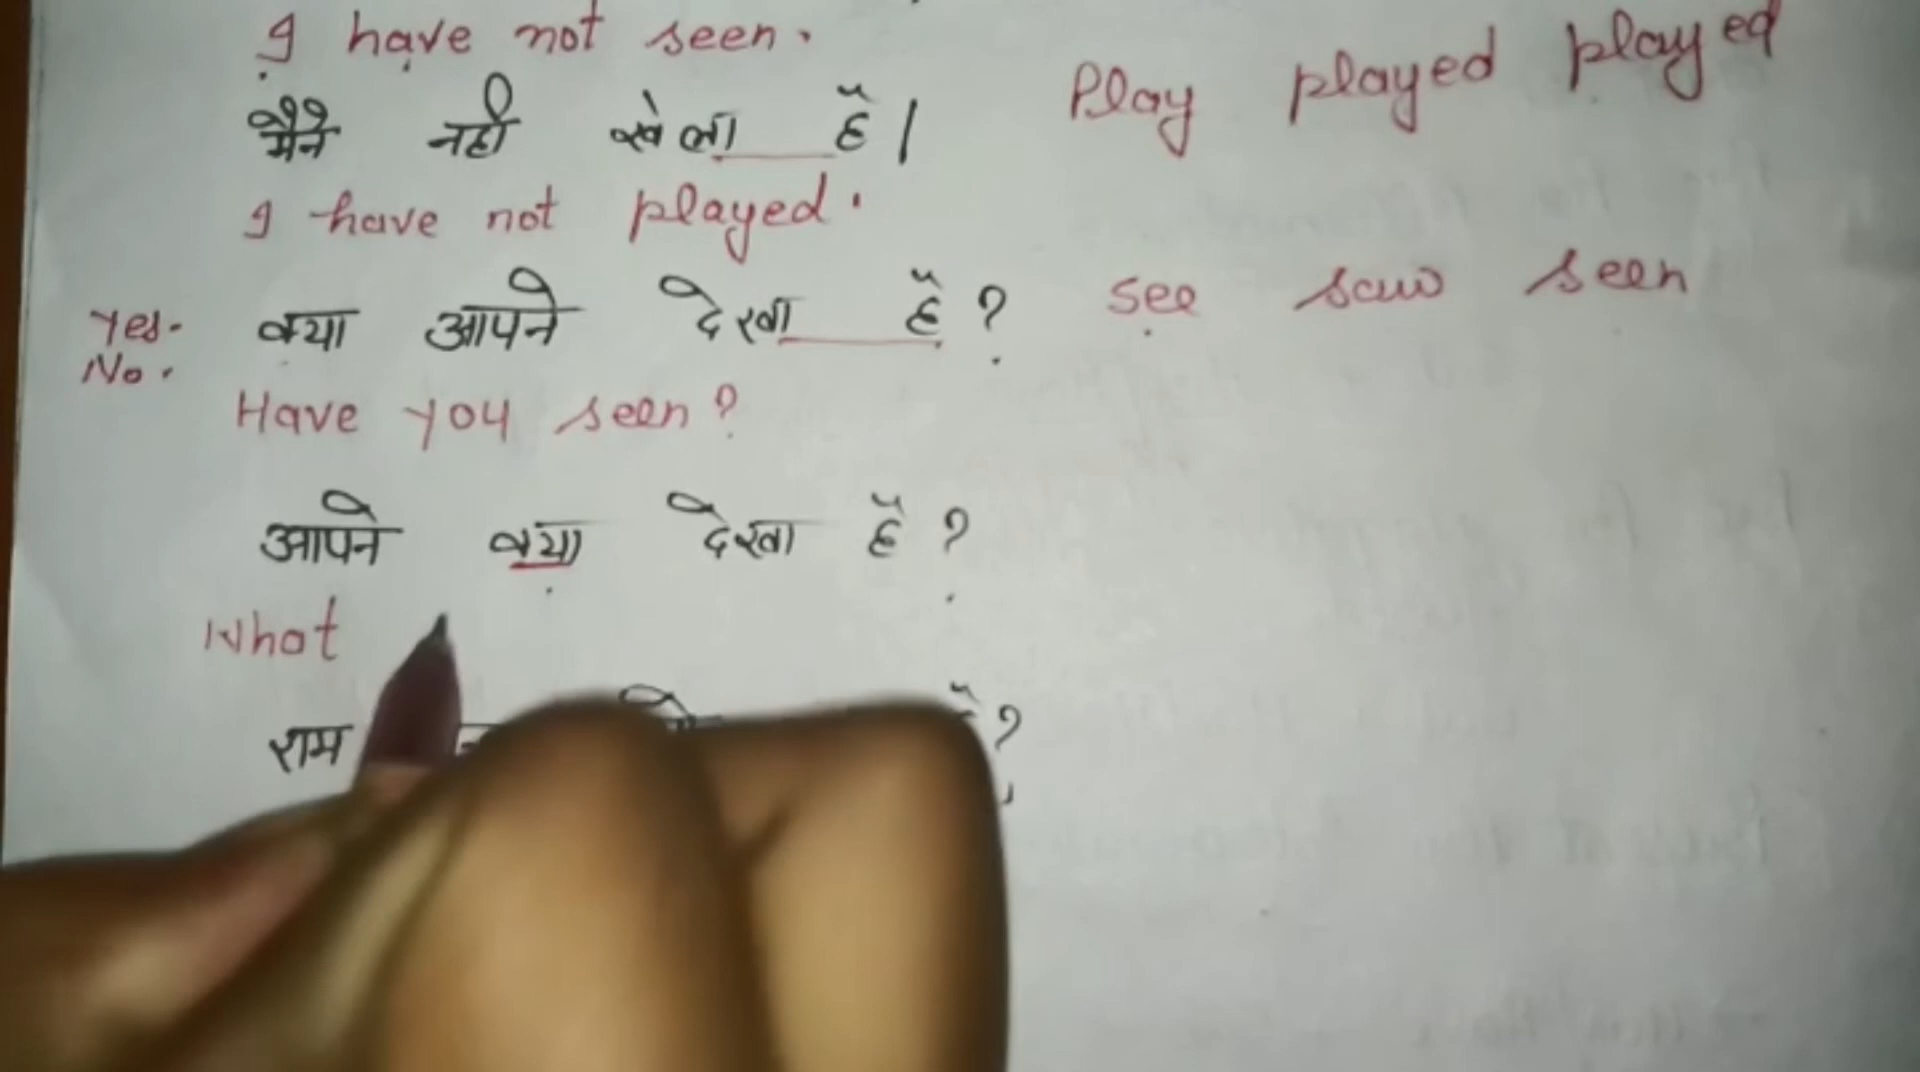 I have not seen.
मैने नही खेला है। Play played played
I have not played.
Yes. क्या आपने देखा है? see saw seen
No.
Have you seen?
आपने क्या देखा है?
What
राम ?